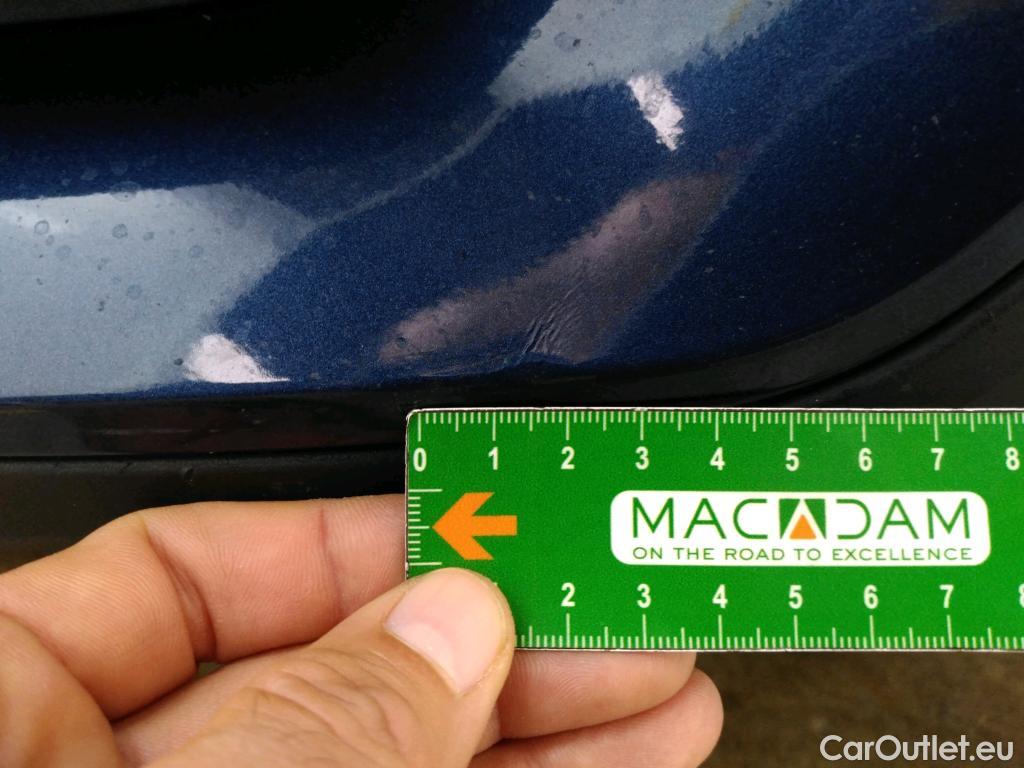 0 1 2 3 4 5 6 7 8
MACADAM
ON THE ROAD TO EXCELLENCE
2 3 4 5 6 7 8
CarOutlet.eu